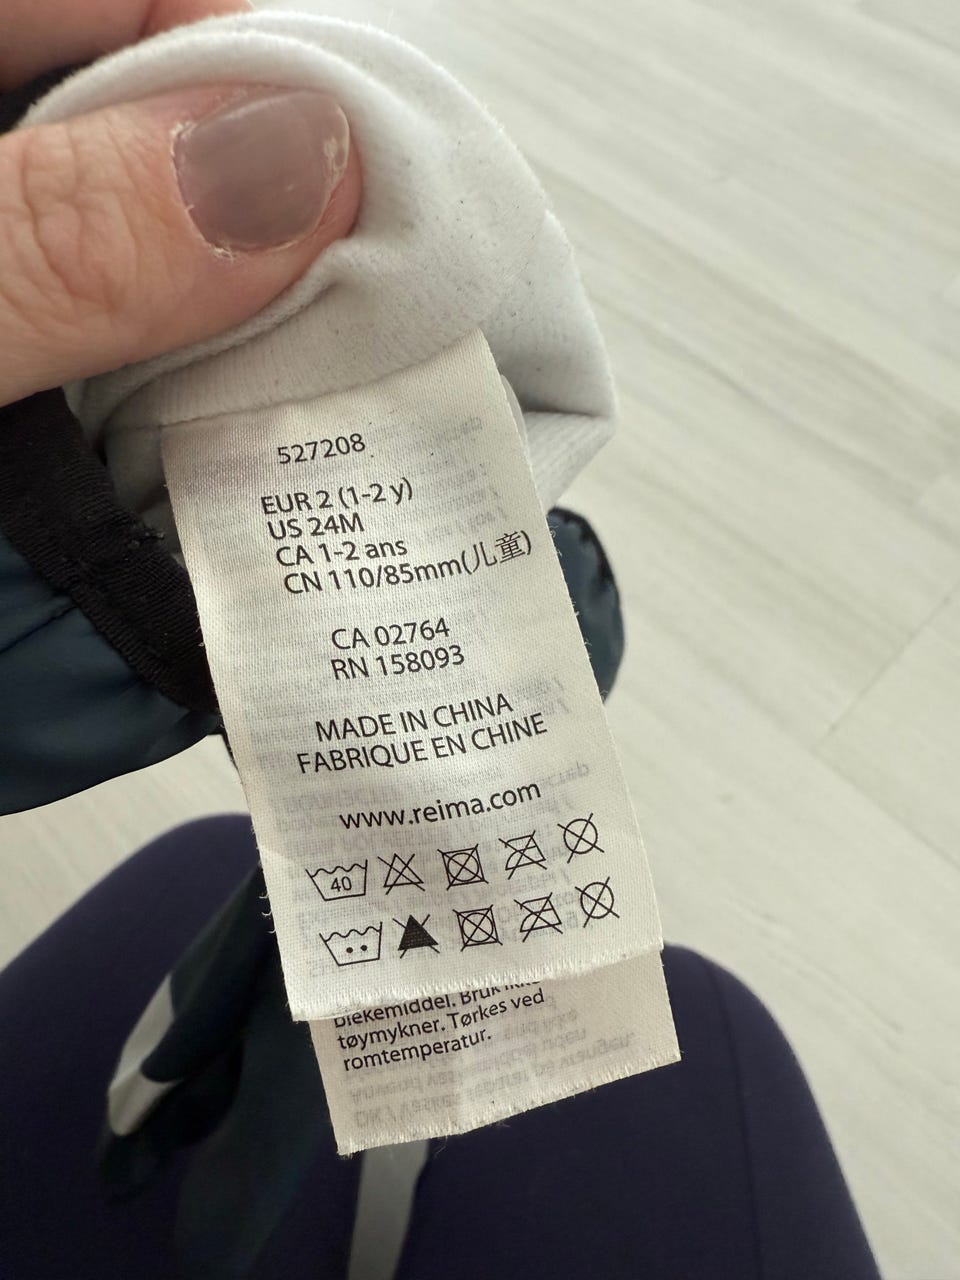 527208
EUR 2 (1-2 y)
US 24M
CA 1-2 ans
CN 110/85mm(儿童)
CA 02764
RN 158093
MADE IN CHINA
FABRIQUE EN CHINE
www.reima.com
40
blekemiddel. Bruk ikke
tøymykner. Tørkes ved
romtemperatur.